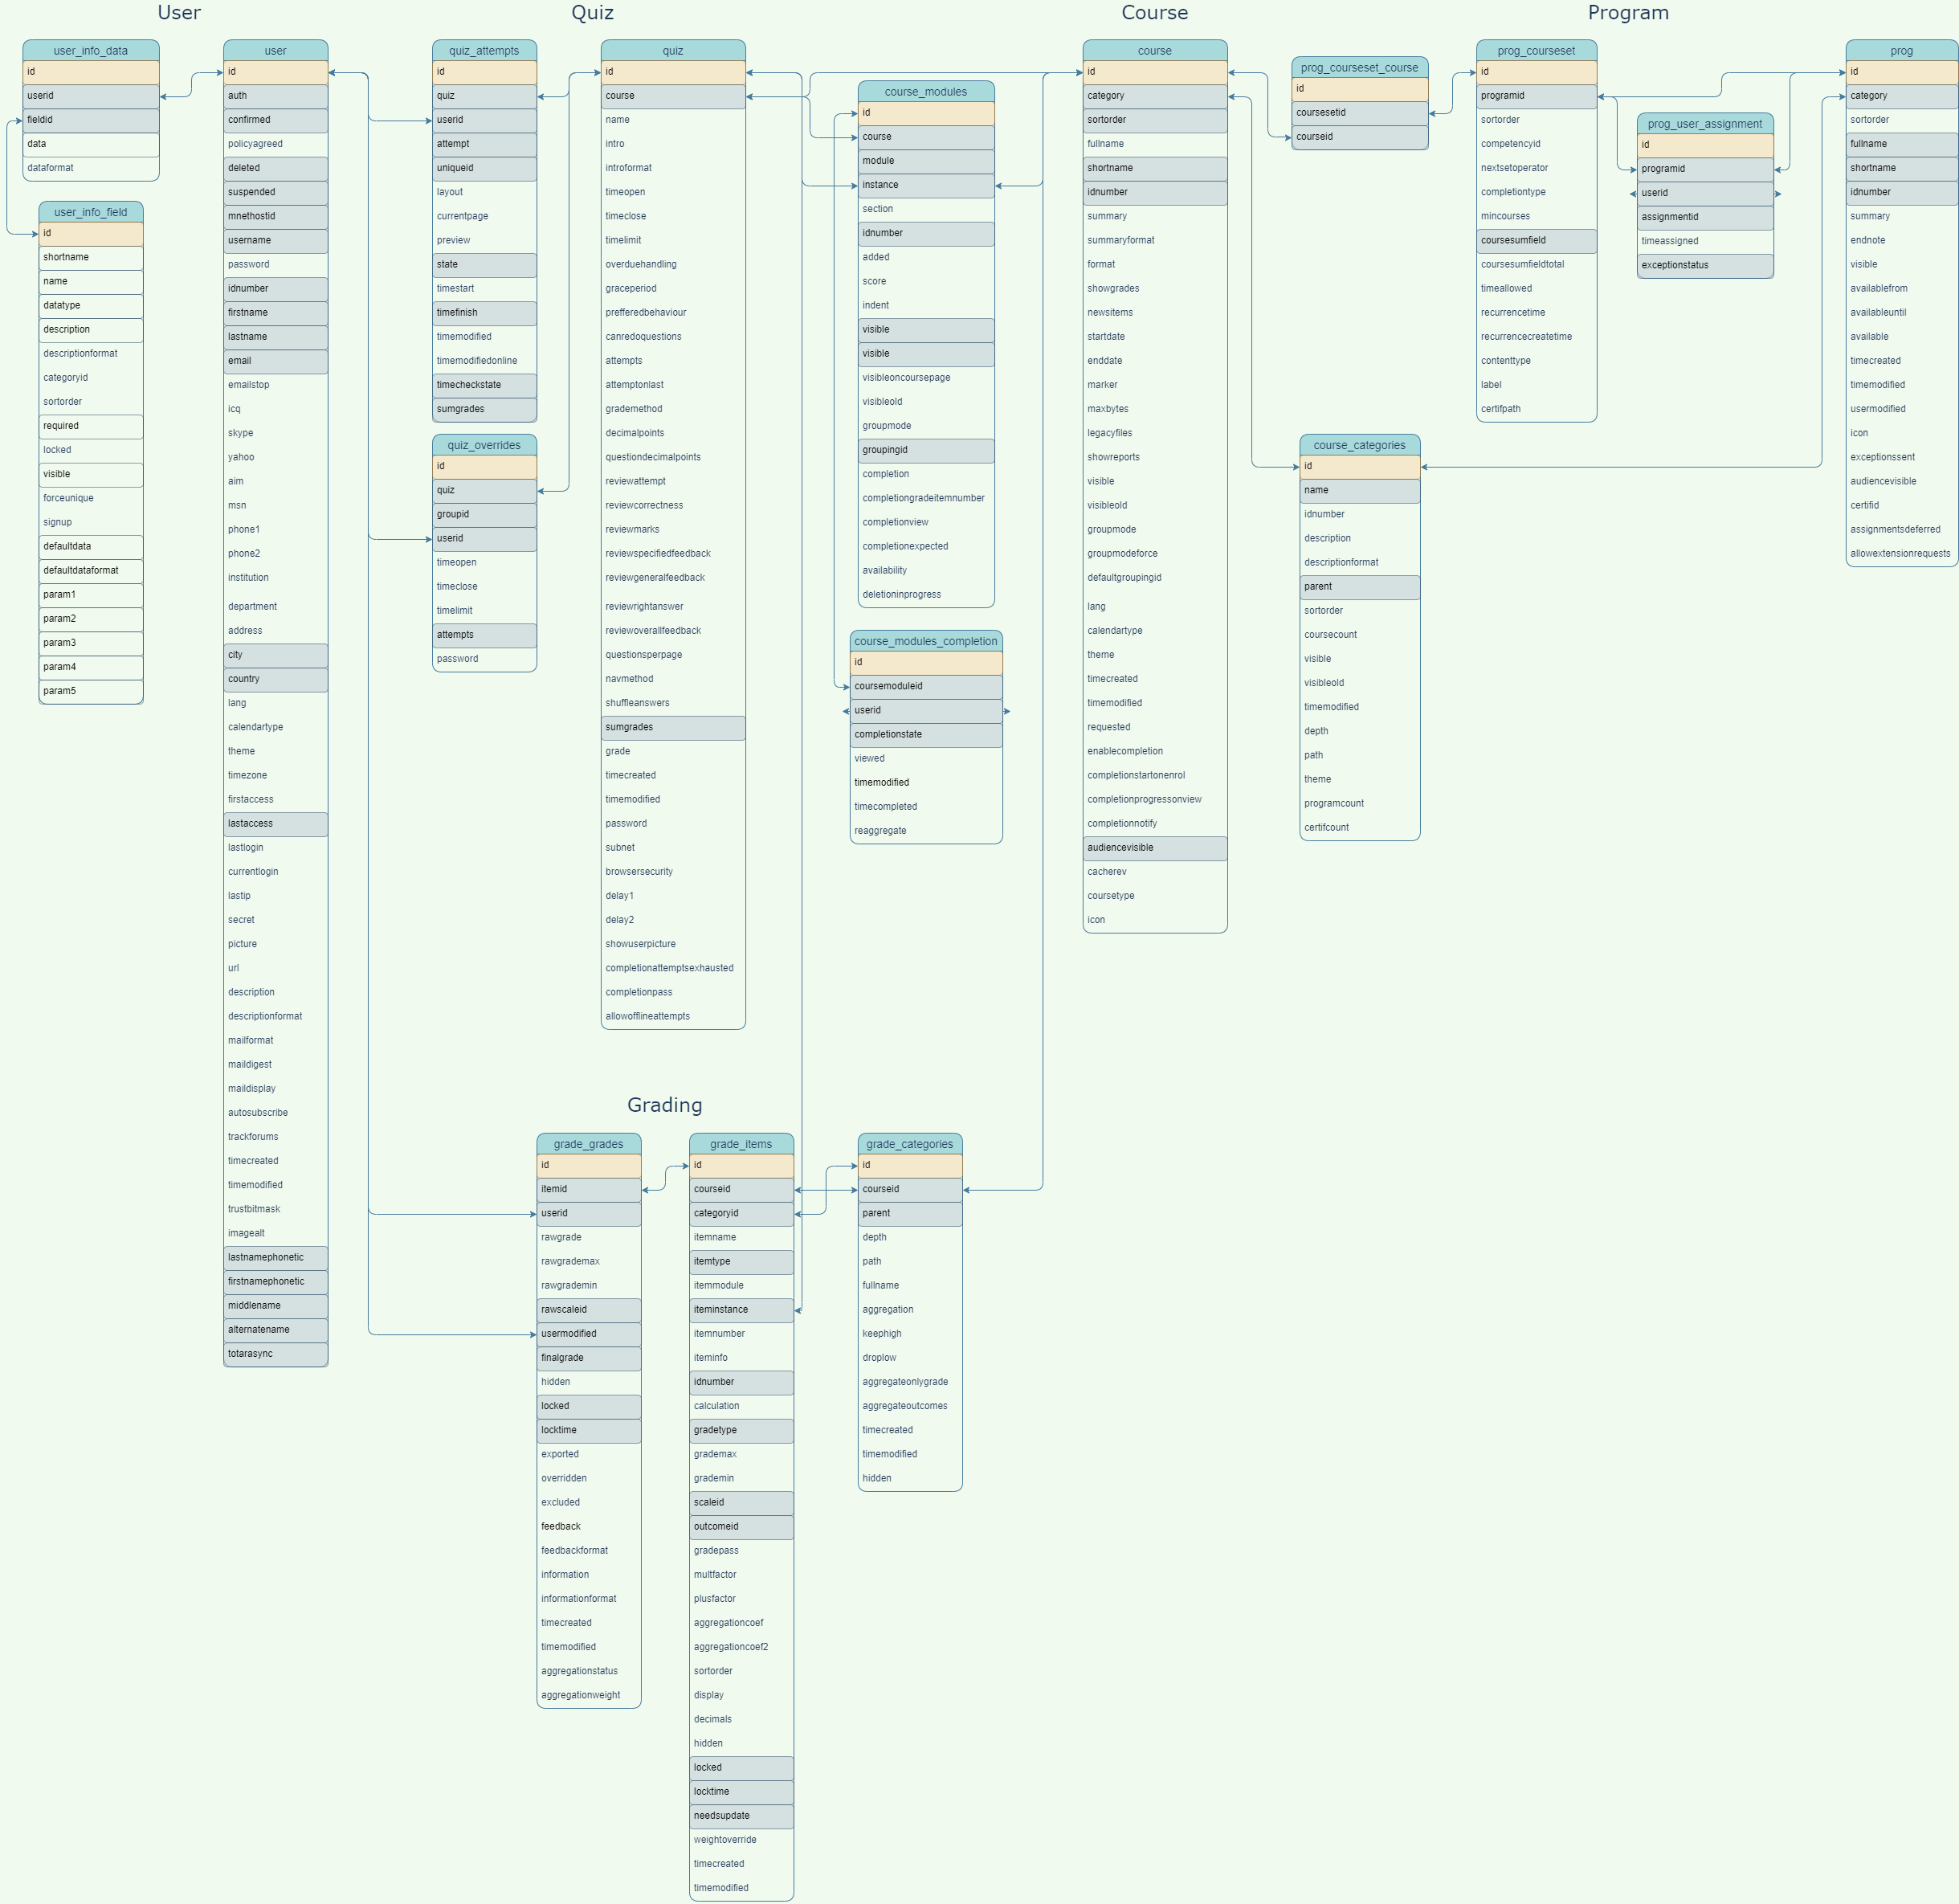 User
Quiz
Course
Program
user_info_data
id
userid
fieldid
data
dataformat
user_info_field
id
shortname
name
datatype
description
descriptionformat
categoryid
sortorder
required
locked
visible
forceunique
signup
defaultdata
defaultdataformat
param1
param2
param3
param4
param5
user
id
auth
confirmed
policyagreed
deleted
suspended
mnethostid
username
password
idnumber
firstname
lastname
email
emailstop
icq
skype
yahoo
aim
msn
phone1
phone2
institution
department
address
city
country
lang
calendartype
theme
timezone
firstaccess
lastaccess
lastlogin
currentlogin
lastip
secret
picture
url
description
descriptionformat
mailformat
maildigest
maildisplay
autosubscribe
trackforums
timecreated
timemodified
trustbitmask
imagealt
lastnamephonetic
firstnamephonetic
middlename
alternatename
totarasync
quiz_attempts
id
quiz
userid
attempt
uniqueid
layout
currentpage
preview
state
timestart
timefinish
timemodified
timemodifiedonline
timecheckstate
sumgrades
quiz_overrides
id
quiz
groupid
userid
timeopen
timeclose
timelimit
attempts
password
quiz
id
course
name
intro
introformat
timeopen
timeclose
timelimit
overduehandling
graceperiod
prefferedbehaviour
canredoquestions
attempts
attemptonlast
grademethod
decimalpoints
questiondecimalpoints
reviewattempt
reviewcorrectness
reviewmarks
reviewspecifiedfeedback
reviewgeneralfeedback
reviewrightanswer
reviewoverallfeedback
questionsperpage
navmethod
shuffleanswers
sumgrades
grade
timecreated
timemodified
password
subnet
browsersecurity
delay1
delay2
showuserpicture
completionattemptsexhausted
completionpass
allowofflineattempts
course_modules
id
course
module
instance
section
idnumber
added
score
indent
visible
visible
visibleoncoursepage
visibleold
groupmode
groupingid
completion
completiongradeitemnumber
completionview
completionexpected
availability
deletioninprogress
course_modules_completion
id
coursemoduleid
userid
completionstate
viewed
timemodified
timecompleted
reaggregate
course
id
category
sortorder
fullname
shortname
idnumber
summary
summaryformat
format
showgrades
newsitems
startdate
enddate
marker
maxbytes
legacyfiles
showreports
visible
visibleold
groupmode
groupmodeforce
defaultgroupingid
lang
calendartype
theme
timecreated
timemodified
requested
enablecompletion
completionstartonenrol
completionprogressonview
completionnotify
audiencevisible
cacherev
coursetype
icon
prog_courseset_course
id
coursesetid
courseid
course_categories
id
name
idnumber
description
descriptionformat
parent
sortorder
coursecount
visible
visibleold
timemodified
depth
path
theme
programcount
certifcount
prog_courseset
id
programid
sortorder
competencyid
nextsetoperator
completiontype
mincourses
coursesumfield
coursesumfieldtotal
timeallowed
recurrencetime
recurrencecreatetime
contenttype
label
certifpath
prog_user_assignment
id
programid
userid
assignmentid
timeassigned
exceptionstatus
prog
id
category
sortorder
fullname
shortname
idnumber
summary
endnote
visible
availablefrom
availableuntil
available
timecreated
timemodified
usermodified
icon
exceptionssent
audiencevisible
certifid
assignmentsdeferred
allowextensionrequests
Grading
grade_grades
id
itemid
userid
rawgrade
rawgrademax
rawgrademin
rawscaleid
usermodified
finalgrade
hidden
locked
locktime
exported
overridden
excluded
feedback
feedbackformat
information
informationformat
timecreated
timemodified
aggregationstatus
aggregationweight
grade_items
id
courseid
categoryid
itemname
itemtype
itemmodule
iteminstance
itemnumber
iteminfo
idnumber
calculation
gradetype
grademax
grademin
scaleid
outcomeid
gradepass
multfactor
plusfactor
aggregationcoef
aggregationcoef2
sortorder
display
decimals
hidden
locked
locktime
needsupdate
weightoverride
timecreated
timemodified
grade_categories
id
courseid
parent
depth
path
fullname
aggregation
keephigh
droplow
aggregateonlygrade
aggregateoutcomes
timecreated
timemodified
hidden